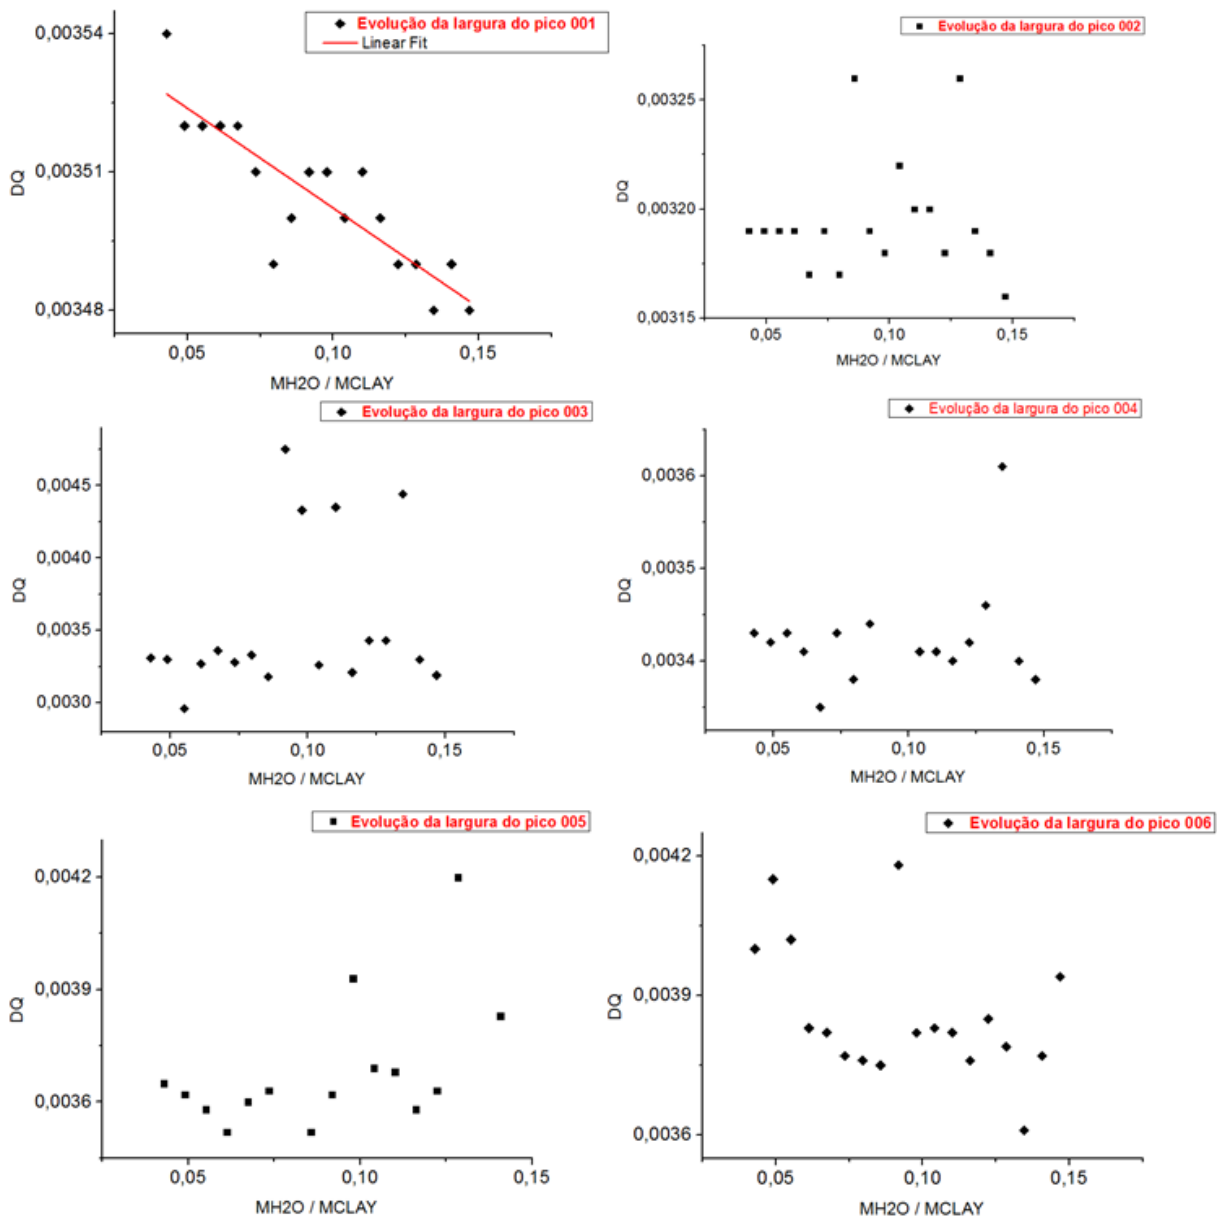 Evolução da largura do pico 001
Linear Fit
0,00354
0,00351
0,00348
DQ
0,05 0,10 0,15
MH2O / MCLAY
Evolução da largura do pico 002
0,00325
0,00320
0,00315
DQ
0,05 0,10 0,15
MH2O / MCLAY
Evolução da largura do pico 003
0,0045
0,0040
0,0035
0,0030
DQ
0,05 0,10 0,15
MH2O / MCLAY
Evolução da largura do pico 004
0,0036
0,0035
0,0034
DQ
0,05 0,10 0,15
MH2O / MCLAY
Evolução da largura do pico 005
0,0042
0,0039
0,0036
DQ
0,05 0,10 0,15
MH2O / MCLAY
Evolução da largura do pico 006
0,0042
0,0039
0,0036
DQ
0,05 0,10 0,15
MH2O / MCLAY